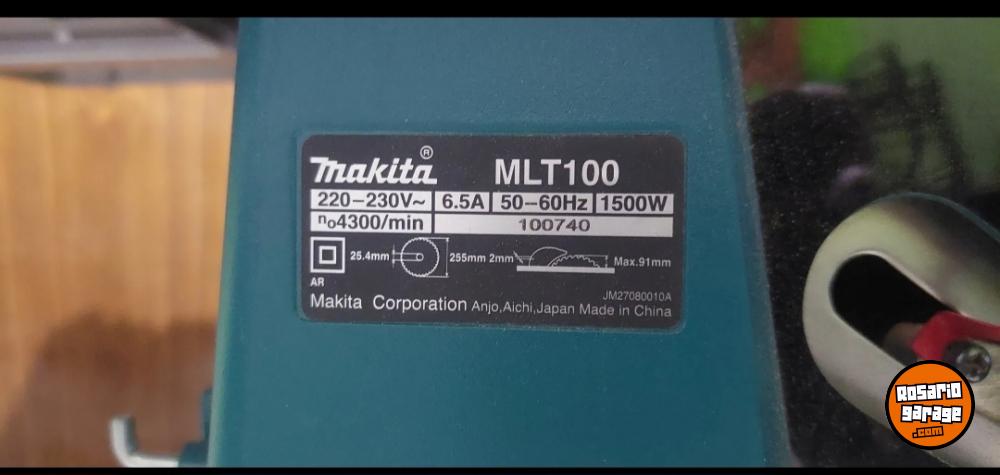 makita® MLT100
220–230V~ 6.5A 50–60Hz 1500W
n₀4300/min 100740
25.4mm 255mm 2mm Max.91mm
AR
JM27080010A
Makita Corporation Anjo,Aichi,Japan Made in China
Rosario
garage
.com